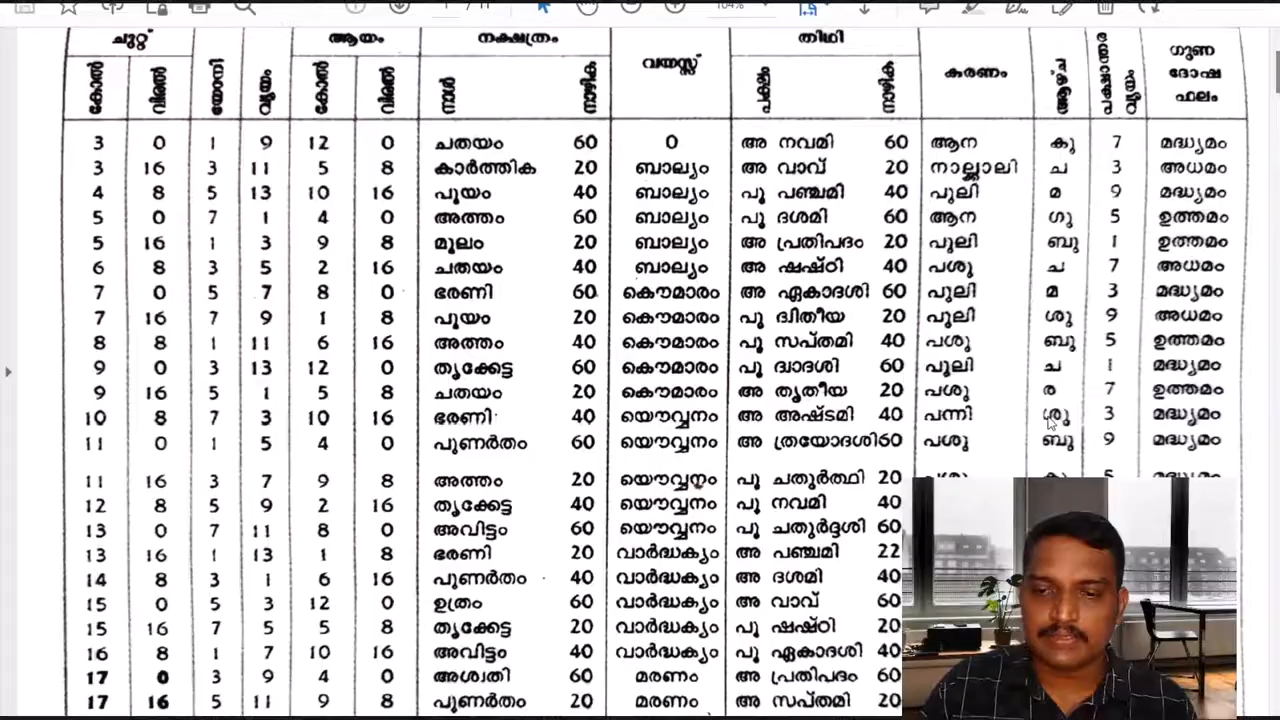 ചുറ്റ് ആയം നക്ഷത്രം വയസ്സ് തിഥി കരണം ആഴ്ച പക്ഷാന്തര വ്യയം ഗുണ ദോഷ ഫലം
കോൽ വിരൽ യോനി വ്യയം കോൽ വിരൽ നാൾ നാഴിക പക്ഷം നാഴിക
3 0 1 9 12 0 ചതയം 60 0 അ നവമി 60 ആന കു 7 മദ്ധ്യമം
3 16 3 11 5 8 കാർത്തിക 20 ബാല്യം അ വാവ് 20 നാല്ക്കാലി ച 3 അധമം
4 8 5 13 10 16 പൂയം 40 ബാല്യം പൂ പഞ്ചമി 40 പുലി മ 9 മദ്ധ്യമം
5 0 7 1 4 0 അത്തം 60 ബാല്യം പൂ ദശമി 60 ആന ഗു 5 ഉത്തമം
5 16 1 3 9 8 മൂലം 20 ബാല്യം അ പ്രതിപദം 20 പുലി ബു 1 ഉത്തമം
6 8 3 5 2 16 ചതയം 40 ബാല്യം അ ഷഷ്ഠി 40 പശു ച 7 അധമം
7 0 5 7 8 0 ഭരണി 60 കൌമാരം അ ഏകാദശി 60 പുലി മ 3 മദ്ധ്യമം
7 16 7 9 1 8 പൂയം 20 കൌമാരം പൂ ദ്വിതീയ 20 പുലി ശു 9 അധമം
8 8 1 11 6 16 അത്തം 40 കൌമാരം പൂ സപ്തമി 40 പശു ബു 5 ഉത്തമം
9 0 3 13 12 0 തൃക്കേട്ട 60 കൌമാരം പൂ ദ്വാദശി 60 പുലി ച 1 മദ്ധ്യമം
9 16 5 1 5 8 ചതയം 20 കൌമാരം അ തൃതീയ 20 പശു ര 7 ഉത്തമം
10 8 7 3 10 16 ഭരണി 40 യൌവ്വനം അ അഷ്ടമി 40 പന്നി ശു 3 മദ്ധ്യമം
11 0 1 5 4 0 പുണർതം 60 യൌവ്വനം അ ത്രയോദശി 60 പശു ബു 9 മദ്ധ്യമം
11 16 3 7 9 8 അത്തം 20 യൌവ്വനം പൂ ചതുർത്ഥി 20
12 8 5 9 2 16 തൃക്കേട്ട 40 യൌവ്വനം പൂ നവമി 40
13 0 7 11 8 0 അവിട്ടം 60 യൌവ്വനം പൂ ചതുർദ്ദശി 60
13 16 1 13 1 8 ഭരണി 20 വാർദ്ധക്യം അ പഞ്ചമി 22
14 8 3 1 6 16 പുണർതം 40 വാർദ്ധക്യം അ ദശമി 40
15 0 5 3 12 0 ഉത്രം 60 വാർദ്ധക്യം അ വാവ് 60
15 16 7 5 5 8 തൃക്കേട്ട 20 വാർദ്ധക്യം പൂ ഷഷ്ഠി 20
16 8 1 7 10 16 അവിട്ടം 40 വാർദ്ധക്യം പൂ ഏകാദശി 40
17 0 3 9 4 0 അശ്വതി 60 മരണം അ പ്രതിപദം 60
17 16 5 11 9 8 പുണർതം 20 മരണം അ സപ്തമി 20